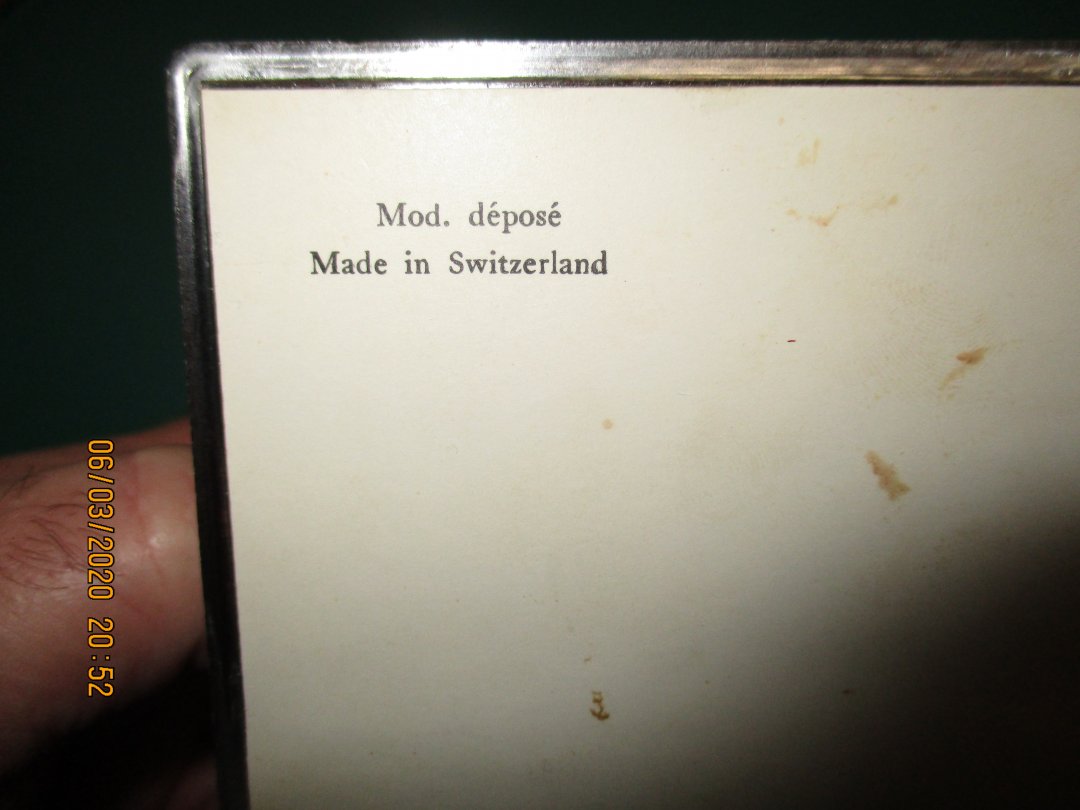 Mod. déposé
Made in Switzerland
06/03/2020 20:52